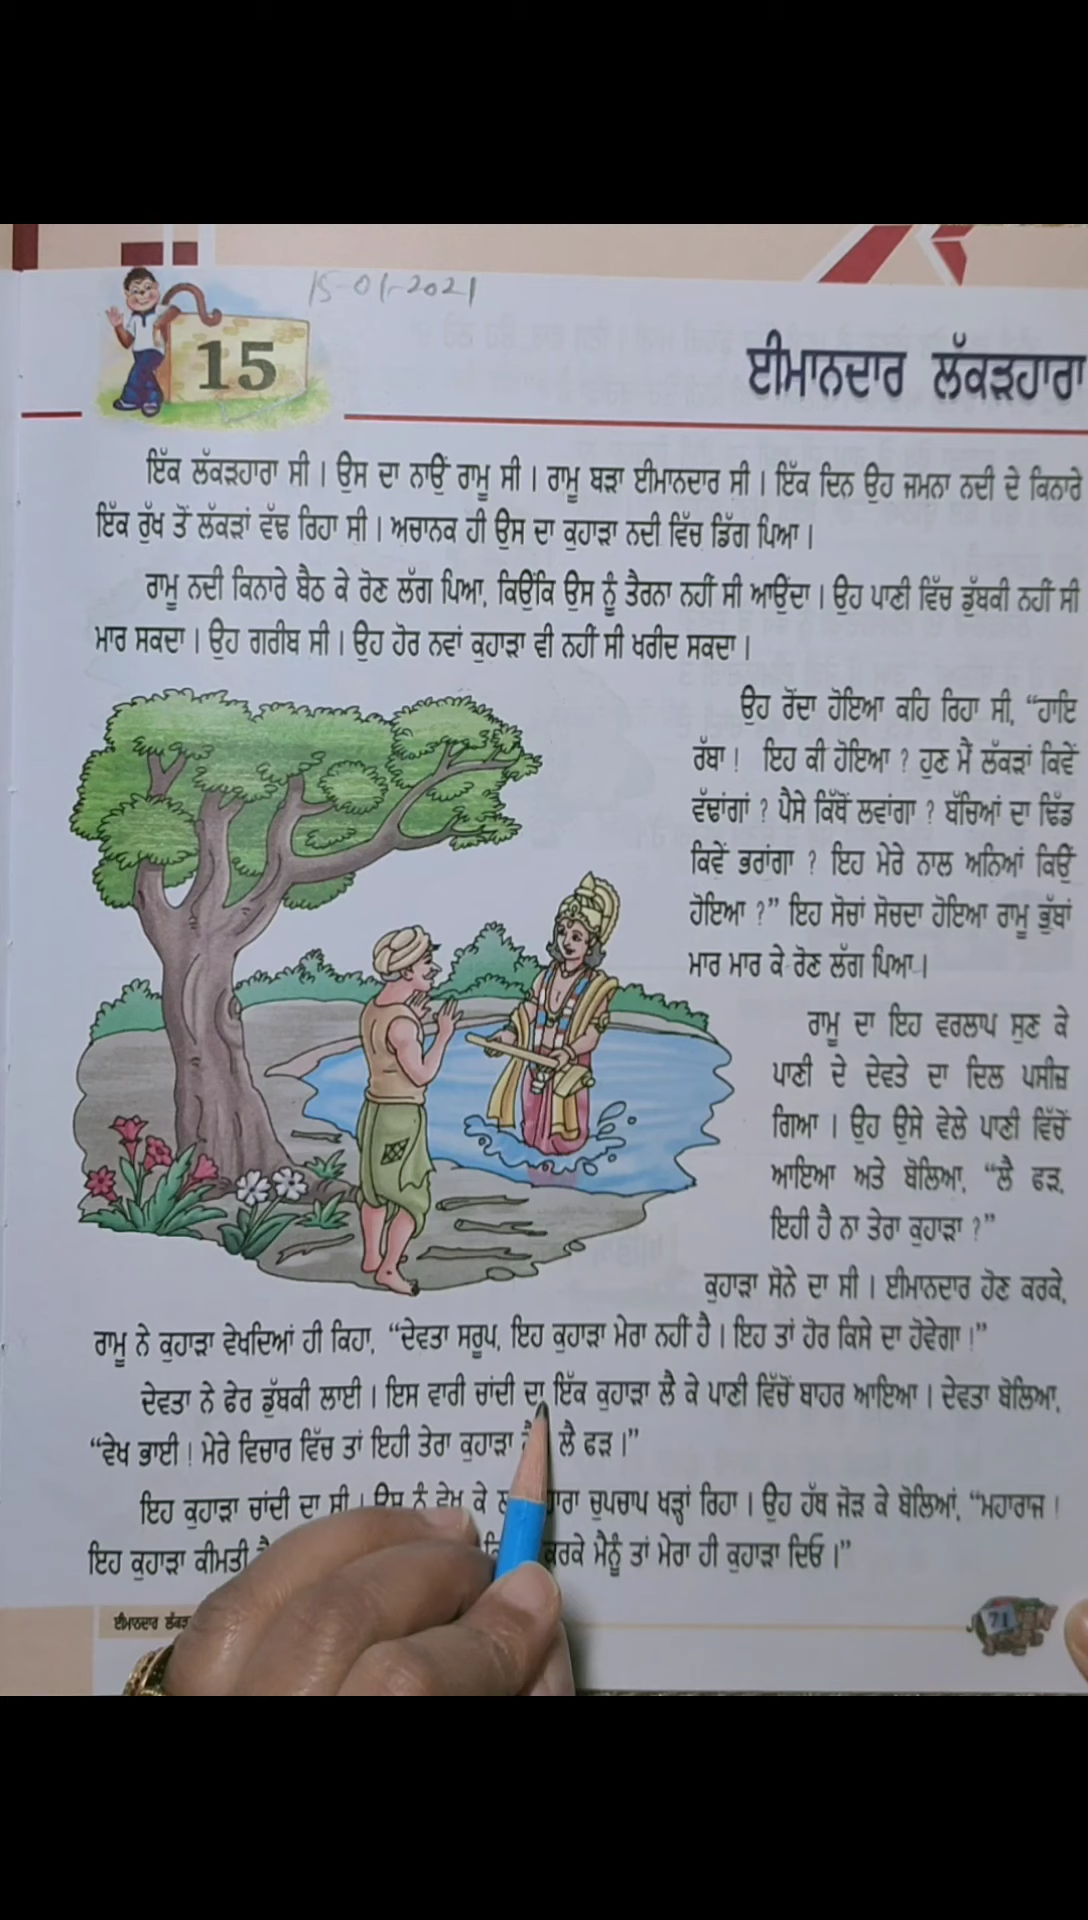 15-01-2021
15
ਈਮਾਨਦਾਰ ਲੱਕੜਹਾਰਾ
ਇੱਕ ਲੱਕੜਹਾਰਾ ਸੀ। ਉਸ ਦਾ ਨਾਉਂ ਰਾਮੂ ਸੀ। ਰਾਮੂ ਬੜਾ ਈਮਾਨਦਾਰ ਸੀ। ਇੱਕ ਦਿਨ ਉਹ ਜਮਨਾ ਨਦੀ ਦੇ ਕਿਨਾਰੇ
ਇੱਕ ਰੁੱਖ ਤੋਂ ਲੱਕੜਾਂ ਵੱਢ ਰਿਹਾ ਸੀ। ਅਚਾਨਕ ਹੀ ਉਸ ਦਾ ਕੁਹਾੜਾ ਨਦੀ ਵਿੱਚ ਡਿੱਗ ਪਿਆ।
ਰਾਮੂ ਨਦੀ ਕਿਨਾਰੇ ਬੈਠ ਕੇ ਰੋਣ ਲੱਗ ਪਿਆ, ਕਿਉਂਕਿ ਉਸ ਨੂੰ ਤੈਰਨਾ ਨਹੀਂ ਸੀ ਆਉਂਦਾ। ਉਹ ਪਾਣੀ ਵਿੱਚ ਡੁੱਬਕੀ ਨਹੀਂ ਸੀ
ਮਾਰ ਸਕਦਾ। ਉਹ ਗਰੀਬ ਸੀ। ਉਹ ਹੋਰ ਨਵਾਂ ਕੁਹਾੜਾ ਵੀ ਨਹੀਂ ਸੀ ਖਰੀਦ ਸਕਦਾ।
ਉਹ ਰੋਂਦਾ ਹੋਇਆ ਕਹਿ ਰਿਹਾ ਸੀ, “ਹਾਇ
ਰੱਬਾ! ਇਹ ਕੀ ਹੋਇਆ? ਹੁਣ ਮੈਂ ਲੱਕੜਾਂ ਕਿਵੇਂ
ਵੱਢਾਂਗਾਂ? ਪੈਸੇ ਕਿੱਥੋਂ ਲਵਾਂਗਾ? ਬੱਚਿਆਂ ਦਾ ਢਿੱਡ
ਕਿਵੇਂ ਭਰਾਂਗਾ? ਇਹ ਮੇਰੇ ਨਾਲ ਅਨਿਆਂ ਕਿਉਂ
ਹੋਇਆ?” ਇਹ ਸੋਚਾਂ ਸੋਚਦਾ ਹੋਇਆ ਰਾਮੂ ਭੁੱਬਾਂ
ਮਾਰ ਮਾਰ ਕੇ ਰੋਣ ਲੱਗ ਪਿਆ।
ਰਾਮੂ ਦਾ ਇਹ ਵਰਲਾਪ ਸੁਣ ਕੇ
ਪਾਣੀ ਦੇ ਦੇਵਤੇ ਦਾ ਦਿਲ ਪਸੀਜ਼
ਗਿਆ। ਉਹ ਉਸੇ ਵੇਲੇ ਪਾਣੀ ਵਿੱਚੋਂ
ਆਇਆ ਅਤੇ ਬੋਲਿਆ, “ਲੈ ਫੜ,
ਇਹੀ ਹੈ ਨਾ ਤੇਰਾ ਕੁਹਾੜਾ?”
ਕੁਹਾੜਾ ਸੋਨੇ ਦਾ ਸੀ। ਈਮਾਨਦਾਰ ਹੋਣ ਕਰਕੇ,
ਰਾਮੂ ਨੇ ਕੁਹਾੜਾ ਵੇਖਦਿਆਂ ਹੀ ਕਿਹਾ, “ਦੇਵਤਾ ਸਰੂਪ, ਇਹ ਕੁਹਾੜਾ ਮੇਰਾ ਨਹੀਂ ਹੈ। ਇਹ ਤਾਂ ਹੋਰ ਕਿਸੇ ਦਾ ਹੋਵੇਗਾ।”
ਦੇਵਤਾ ਨੇ ਫੇਰ ਡੁੱਬਕੀ ਲਾਈ। ਇਸ ਵਾਰੀ ਚਾਂਦੀ ਦਾ ਇੱਕ ਕੁਹਾੜਾ ਲੈ ਕੇ ਪਾਣੀ ਵਿੱਚੋਂ ਬਾਹਰ ਆਇਆ। ਦੇਵਤਾ ਬੋਲਿਆ,
“ਵੇਖ ਭਾਈ! ਮੇਰੇ ਵਿਚਾਰ ਵਿੱਚ ਤਾਂ ਇਹੀ ਤੇਰਾ ਕੁਹਾੜਾ ਹੈ ਲੈ ਫੜ।”
ਇਹ ਕੁਹਾੜਾ ਚਾਂਦੀ ਦਾ ਸੀ। ਉਸ ਨੂੰ ਵੇਖ ਕੇ ਚੁਪਚਾਪ ਖੜ੍ਹਾਂ ਰਿਹਾ। ਉਹ ਹੱਥ ਜੋੜ ਕੇ ਬੋਲਿਆਂ, “ਮਹਾਰਾਜ!
ਇਹ ਕੁਹਾੜਾ ਕੀਮਤੀ ਕਰਕੇ ਮੈਨੂੰ ਤਾਂ ਮੇਰਾ ਹੀ ਕੁਹਾੜਾ ਦਿਓ।”
ਈਮਾਨਦਾਰ
71